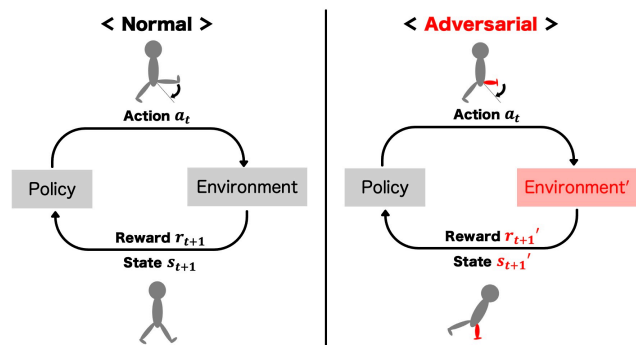 < Normal >
Action a_t
Policy
Environment
Reward r_{t+1}
State s_{t+1}
< Adversarial >
Action a_t
Policy
Environment′
Reward r_{t+1}′
State s_{t+1}′